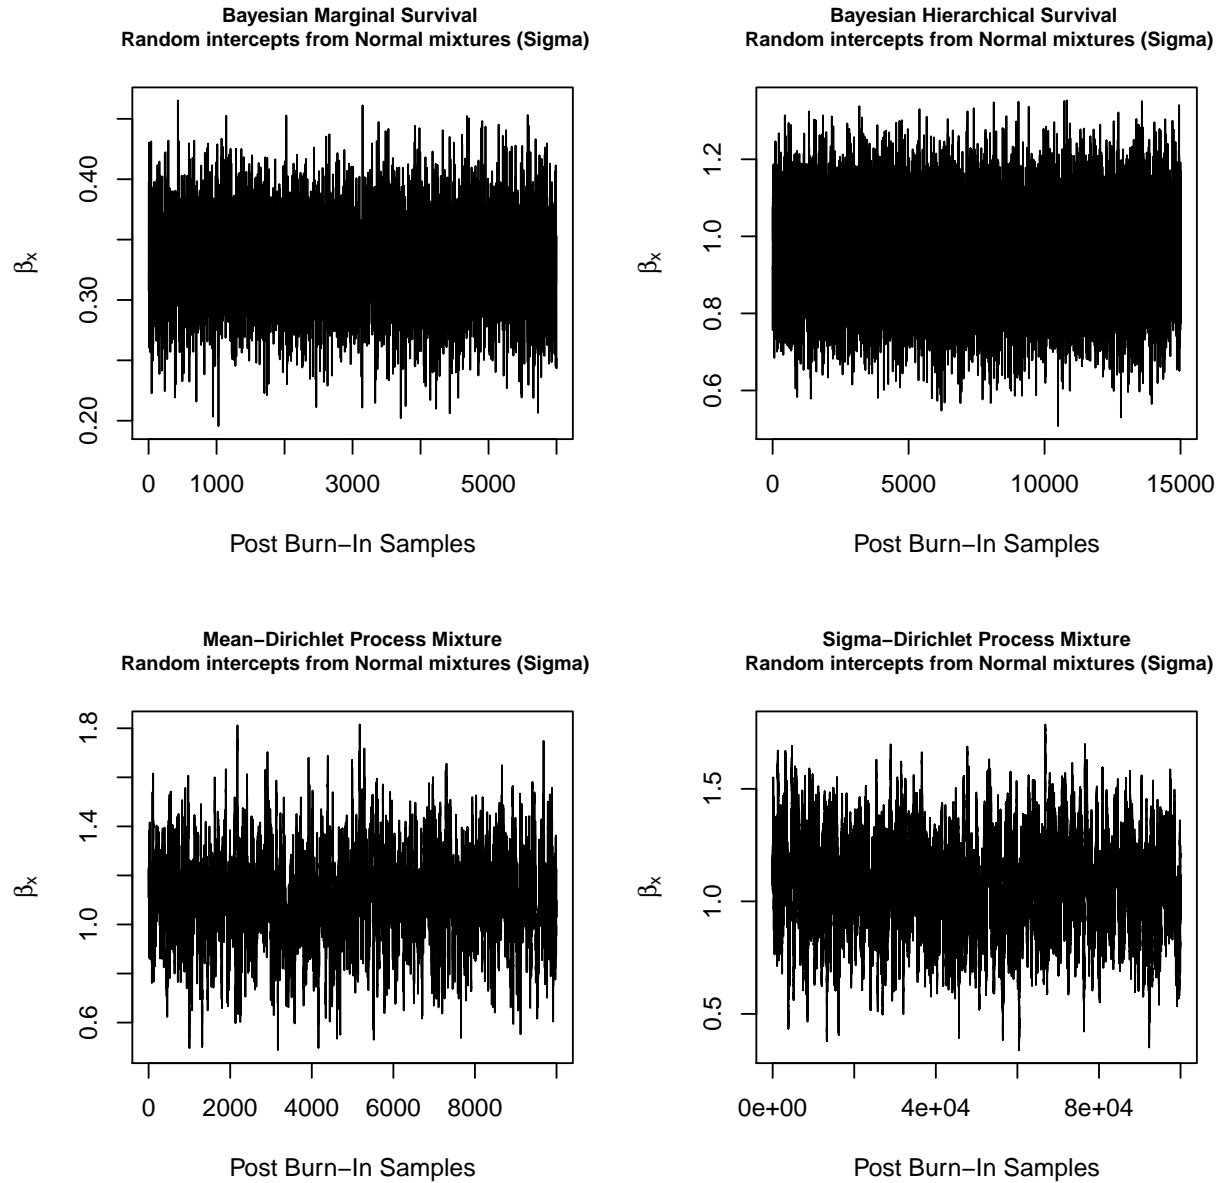 Bayesian Marginal Survival
Random intercepts from Normal mixtures (Sigma)
βx
0.20
0.30
0.40
0
1000
3000
5000
Post Burn−In Samples
Bayesian Hierarchical Survival
Random intercepts from Normal mixtures (Sigma)
βx
0.6
0.8
1.0
1.2
0
5000
10000
15000
Post Burn−In Samples
Mean−Dirichlet Process Mixture
Random intercepts from Normal mixtures (Sigma)
βx
0.6
1.0
1.4
1.8
0
2000
4000
6000
8000
Post Burn−In Samples
Sigma−Dirichlet Process Mixture
Random intercepts from Normal mixtures (Sigma)
βx
0.5
1.0
1.5
0e+00
4e+04
8e+04
Post Burn−In Samples